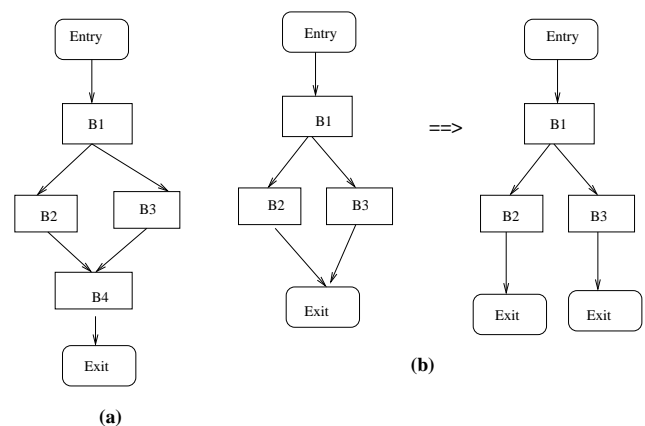 Entry
B1
B2
B3
B4
Exit
(a)
Entry
B1
B2
B3
Exit
==>
Entry
B1
B2
B3
Exit
Exit
(b)